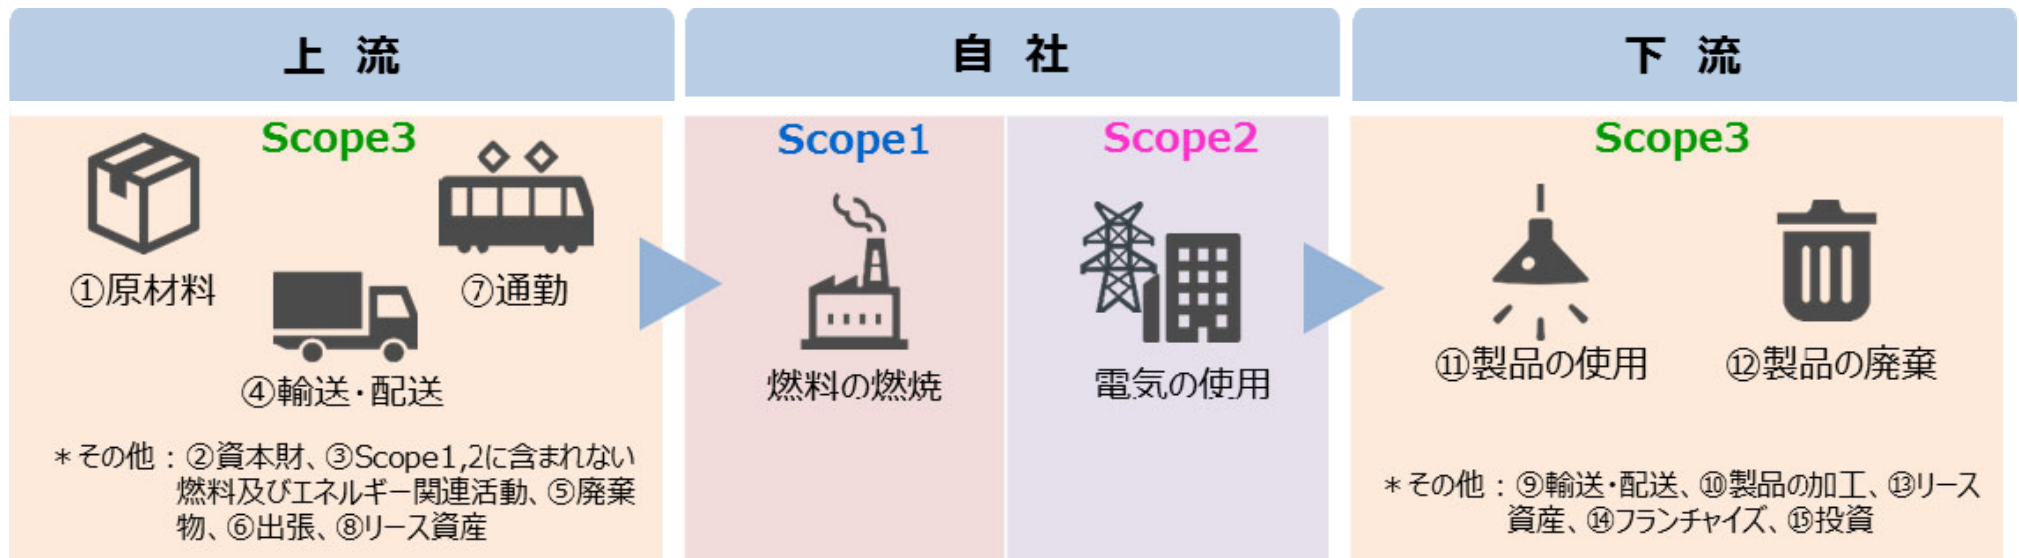 上 流
自 社
下 流
Scope3
①原材料
⑦通勤
④輸送・配送
＊その他：②資本財、③Scope1,2に含まれない
燃料及びエネルギー関連活動、⑤廃棄
物、⑥出張、⑧リース資産
Scope1
燃料の燃焼
Scope2
電気の使用
Scope3
⑪製品の使用
⑫製品の廃棄
＊その他：⑨輸送・配送、⑩製品の加工、⑬リース
資産、⑭フランチャイズ、⑮投資